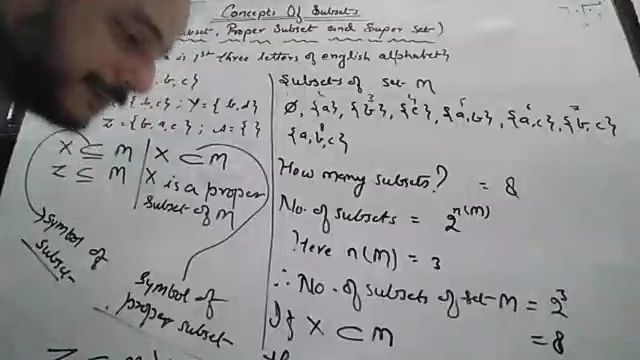 Concepts Of Subsets
Subset, Proper Subset and Super Set)
is 1st three letters of english alphabets
b, c}
{b, c} ; Y = {b, d}
Z = {b, a, c} ; A = { }
X ⊆ M | X ⊂ M
Z ⊆ M | X is a proper
Subset of M
Symbol of
subse-
Symbol of
proper subset
Subsets of set M
Ø, {a}, {b}, {c}, {a, b}, {a, c}, {b, c}
{a, b, c}
How many subsets? = 8
No. of subsets = 2^n(M)
Here n(M) = 3
∴ No. of subsets of set M = 2^3
= 8
If X ⊂ M